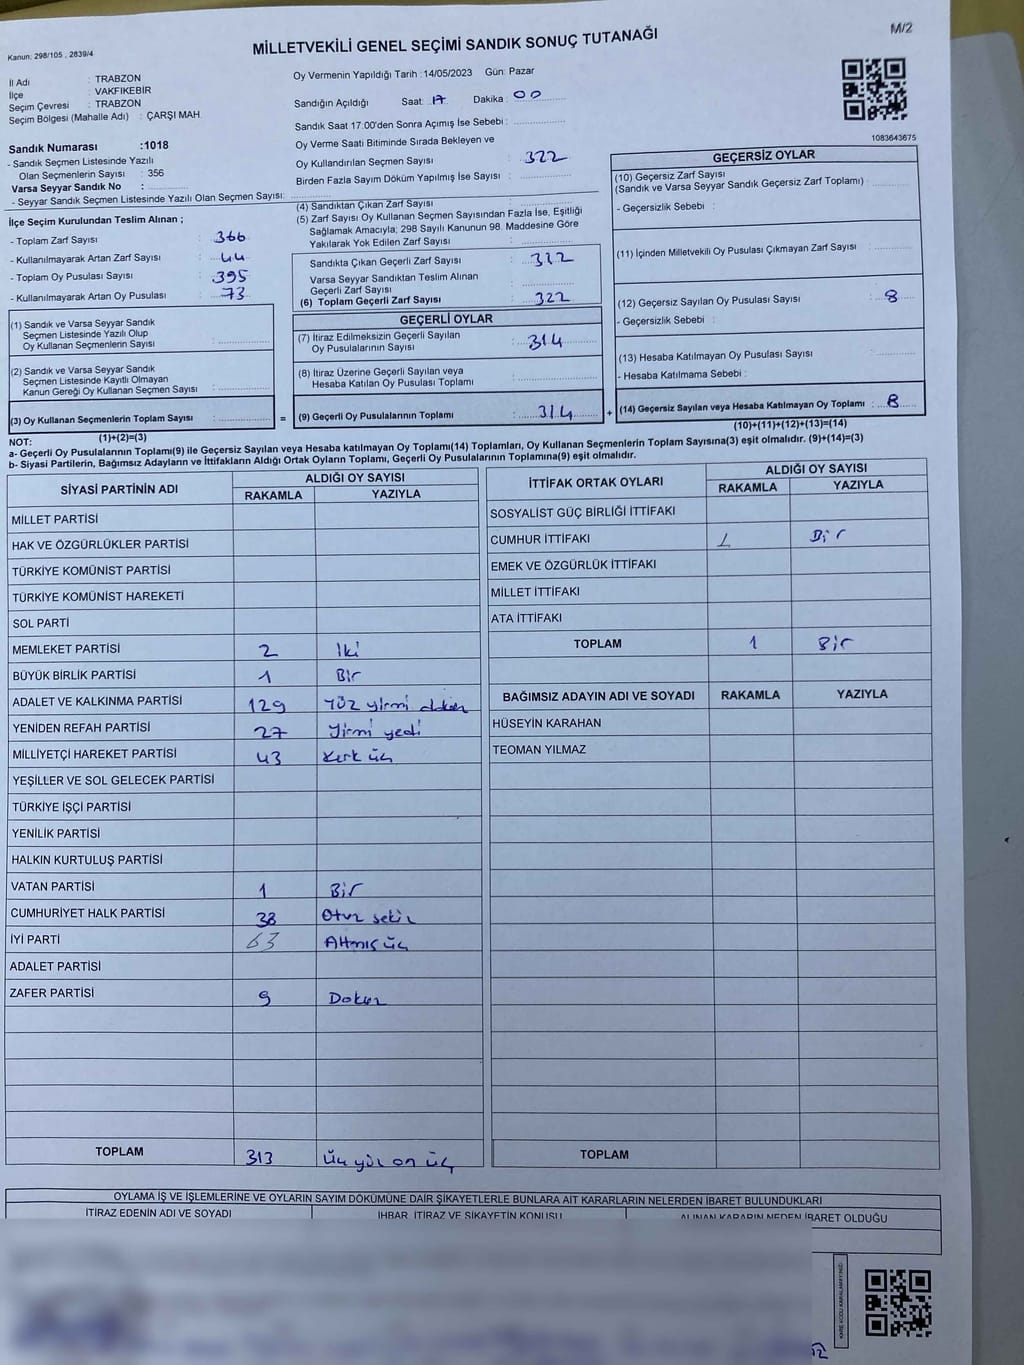 M/2
Kanun: 298/105 , 2839/4
MİLLETVEKİLİ GENEL SEÇİMİ SANDIK SONUÇ TUTANAĞI
İl Adı : TRABZON
İlçe : VAKFIKEBİR
Seçim Çevresi : TRABZON
Seçim Bölgesi (Mahalle Adı) : ÇARŞI MAH
Sandık Numarası :1018
- Sandık Seçmen Listesinde Yazılı
Olan Seçmenlerin Sayısı : 356
Varsa Seyyar Sandık No :
- Seyyar Sandık Seçmen Listesinde Yazılı Olan Seçmen Sayısı:
Oy Vermenin Yapıldığı Tarih :14/05/2023 Gün: Pazar
Sandığın Açıldığı Saat: 17 Dakika : 00
Sandık Saat 17.00'den Sonra Açımış İse Sebebi :
Oy Verme Saati Bitiminde Sırada Bekleyen ve
Oy Kullandırılan Seçmen Sayısı : 322
Birden Fazla Sayım Döküm Yapılmış İse Sayısı :
1083643675
İlçe Seçim Kurulundan Teslim Alınan ;
- Toplam Zarf Sayısı : 366
- Kullanılmayarak Artan Zarf Sayısı : 44
- Toplam Oy Pusulası Sayısı : 395
- Kullanılmayarak Artan Oy Pusulası : 73
(1) Sandık ve Varsa Seyyar Sandık
Seçmen Listesinde Yazılı Olup
Oy Kullanan Seçmenlerin Sayısı :
(2) Sandık ve Varsa Seyyar Sandık
Seçmen Listesinde Kayıtlı Olmayan
Kanun Gereği Oy Kullanan Seçmen Sayısı :
(3) Oy Kullanan Seçmenlerin Toplam Sayısı : =
(1)+(2)=(3)
(4) Sandıktan Çıkan Zarf Sayısı :
(5) Zarf Sayısı Oy Kullanan Seçmen Sayısından Fazla İse, Eşitliği
Sağlamak Amacıyla; 298 Sayılı Kanunun 98. Maddesine Göre
Yakılarak Yok Edilen Zarf Sayısı :
Sandıkta Çıkan Geçerli Zarf Sayısı : 322
Varsa Seyyar Sandıktan Teslim Alınan
Geçerli Zarf Sayısı :
(6) Toplam Geçerli Zarf Sayısı : 322
GEÇERLİ OYLAR
(7) İtiraz Edilmeksizin Geçerli Sayılan
Oy Pusulalarının Sayısı : 314
(8) İtiraz Üzerine Geçerli Sayılan veya
Hesaba Katılan Oy Pusulası Toplamı :
(9) Geçerli Oy Pusulalarının Toplamı : 314 +
GEÇERSİZ OYLAR
(10) Geçersiz Zarf Sayısı
(Sandık ve Varsa Seyyar Sandık Geçersiz Zarf Toplamı) :
- Geçersizlik Sebebi :
(11) İçinden Milletvekili Oy Pusulası Çıkmayan Zarf Sayısı :
(12) Geçersiz Sayılan Oy Pusulası Sayısı : 8
- Geçersizlik Sebebi :
(13) Hesaba Katılmayan Oy Pusulası Sayısı :
- Hesaba Katılmama Sebebi :
(14) Geçersiz Sayılan veya Hesaba Katılmayan Oy Toplamı : 8
(10)+(11)+(12)+(13)=(14)
NOT:
a- Geçerli Oy Pusulalarının Toplamı(9) ile Geçersiz Sayılan veya Hesaba katılmayan Oy Toplamı(14) Toplamları, Oy Kullanan Seçmenlerin Toplam Sayısına(3) eşit olmalıdır. (9)+(14)=(3)
b- Siyasi Partilerin, Bağımsız Adayların ve İttifakların Aldığı Ortak Oyların Toplamı, Geçerli Oy Pusulalarının Toplamına(9) eşit olmalıdır.
SİYASİ PARTİNİN ADI ALDIĞI OY SAYISI
RAKAMLA YAZIYLA
MİLLET PARTİSİ
HAK VE ÖZGÜRLÜKLER PARTİSİ
TÜRKİYE KOMÜNİST PARTİSİ
TÜRKİYE KOMÜNİST HAREKETİ
SOL PARTİ
MEMLEKET PARTİSİ 2 İki
BÜYÜK BİRLİK PARTİSİ 1 Bir
ADALET VE KALKINMA PARTİSİ 129 Yüz yirmi dokuz
YENİDEN REFAH PARTİSİ 27 Yirmi yedi
MİLLİYETÇİ HAREKET PARTİSİ 43 Kırk üç
YEŞİLLER VE SOL GELECEK PARTİSİ
TÜRKİYE İŞÇİ PARTİSİ
YENİLİK PARTİSİ
HALKIN KURTULUŞ PARTİSİ
VATAN PARTİSİ 1 Bir
CUMHURİYET HALK PARTİSİ 38 Otuz sekiz
İYİ PARTİ 63 Altmış üç
ADALET PARTİSİ
ZAFER PARTİSİ 9 Dokuz
TOPLAM 313 Üç yüz on üç
İTTİFAK ORTAK OYLARI ALDIĞI OY SAYISI
RAKAMLA YAZIYLA
SOSYALİST GÜÇ BİRLİĞİ İTTİFAKI
CUMHUR İTTİFAKI 1 Bir
EMEK VE ÖZGÜRLÜK İTTİFAKI
MİLLET İTTİFAKI
ATA İTTİFAKI
TOPLAM 1 Bir
BAĞIMSIZ ADAYIN ADI VE SOYADI RAKAMLA YAZIYLA
HÜSEYİN KARAHAN
TEOMAN YILMAZ
TOPLAM
OYLAMA İŞ VE İŞLEMLERİNE VE OYLARIN SAYIM DÖKÜMÜNE DAİR ŞİKAYETLERLE BUNLARA AİT KARARLARIN NELERDEN İBARET BULUNDUKLARI
İTİRAZ EDENİN ADI VE SOYADI İHBAR, İTİRAZ VE ŞİKAYETİN KONUSU ALINAN KARARIN NEDEN İBARET OLDUĞU
KARE KODU KARALAMAYINIZ!